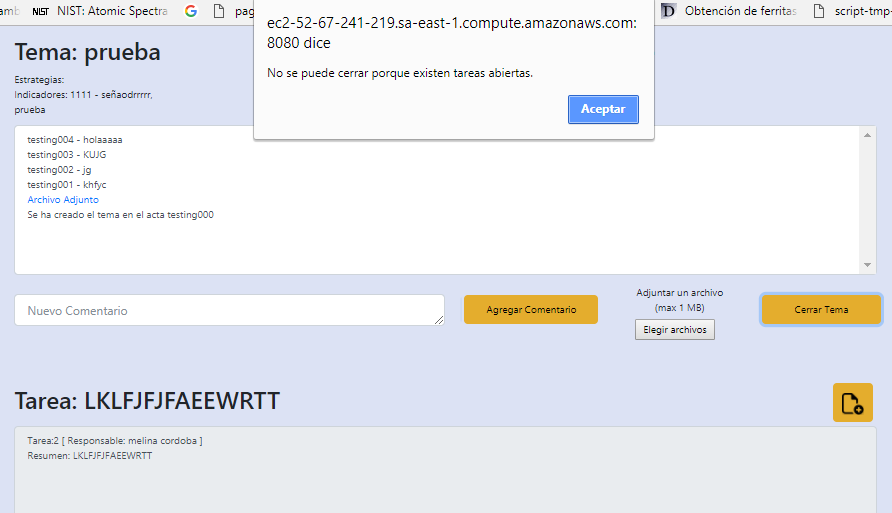 NIST: Atomic Spectra
pag
Obtención de ferritas
script-tmp-
ec2-52-67-241-219.sa-east-1.compute.amazonaws.com:
8080 dice
No se puede cerrar porque existen tareas abiertas.
Aceptar
Tema: prueba
Estrategias:
Indicadores: 1111 - señaodrrrrr,
prueba
testing004 - holaaaaa
testing003 - KUJG
testing002 - jg
testing001 - khfyc
Archivo Adjunto
Se ha creado el tema en el acta testing000
Nuevo Comentario
Agregar Comentario
Adjuntar un archivo
(max 1 MB)
Elegir archivos
Cerrar Tema
Tarea: LKLFJFJFAEEWRTT
Tarea:2 [ Responsable: melina cordoba ]
Resumen: LKLFJFJFAEEWRTT